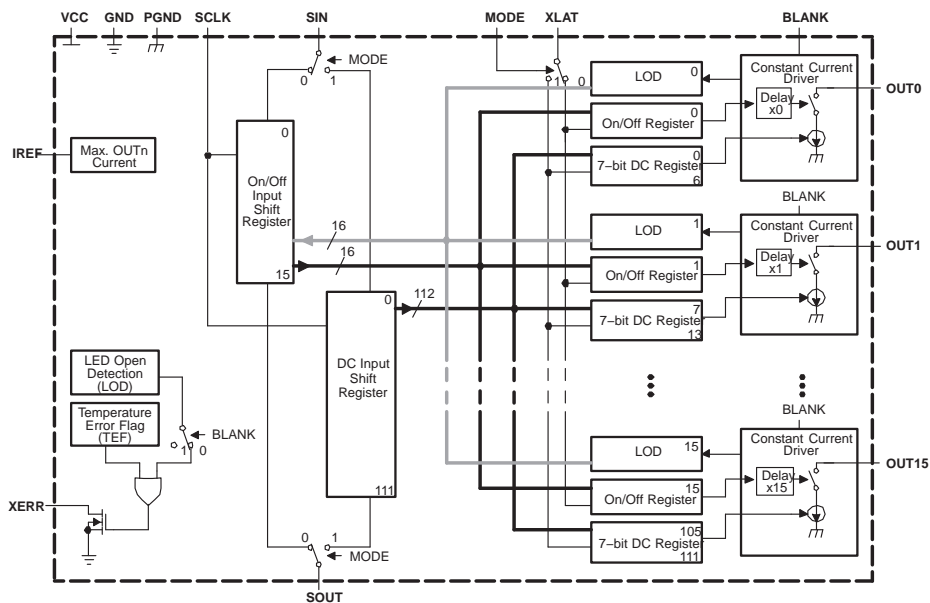 VCC GND PGND SCLK SIN MODE XLAT BLANK
MODE
0 1
1 0
LOD 0
Constant Current
Driver
OUT0
Delay
x0
0
On/Off Register
0
On/Off
Input
Shift
Register
15
IREF
Max. OUTn
Current
0
7–bit DC Register
6
BLANK
16
LOD 1
Constant Current
Driver
OUT1
16
1
On/Off Register
Delay
x1
112
7
7–bit DC Register
13
0
DC Input
Shift
Register
111
LED Open
Detection
(LOD)
Temperature
Error Flag
(TEF)
BLANK
1 0
BLANK
LOD 15
Constant Current
Driver
OUT15
15
On/Off Register
Delay
x15
XERR
105
7–bit DC Register
111
0 1
MODE
SOUT